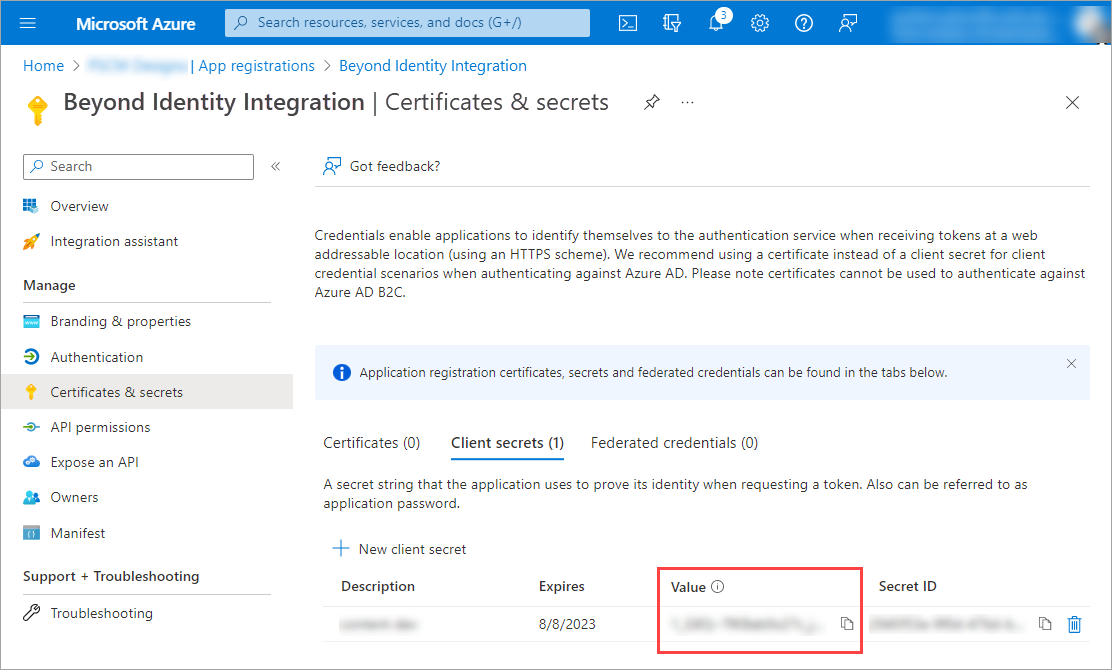 Microsoft Azure
Search resources, services, and docs (G+/)
3
Home > | App registrations > Beyond Identity Integration
Beyond Identity Integration | Certificates & secrets
Search
Got feedback?
Overview
Integration assistant
Manage
Branding & properties
Authentication
Certificates & secrets
API permissions
Expose an API
Owners
Manifest
Support + Troubleshooting
Troubleshooting
Credentials enable applications to identify themselves to the authentication service when receiving tokens at a web
addressable location (using an HTTPS scheme). We recommend using a certificate instead of a client secret for client
credential scenarios when authenticating against Azure AD. Please note certificates cannot be used to authenticate against
Azure AD B2C.
Application registration certificates, secrets and federated credentials can be found in the tabs below.
Certificates (0) Client secrets (1) Federated credentials (0)
A secret string that the application uses to prove its identity when requesting a token. Also can be referred to as
application password.
New client secret
Description Expires Value Secret ID
8/8/2023